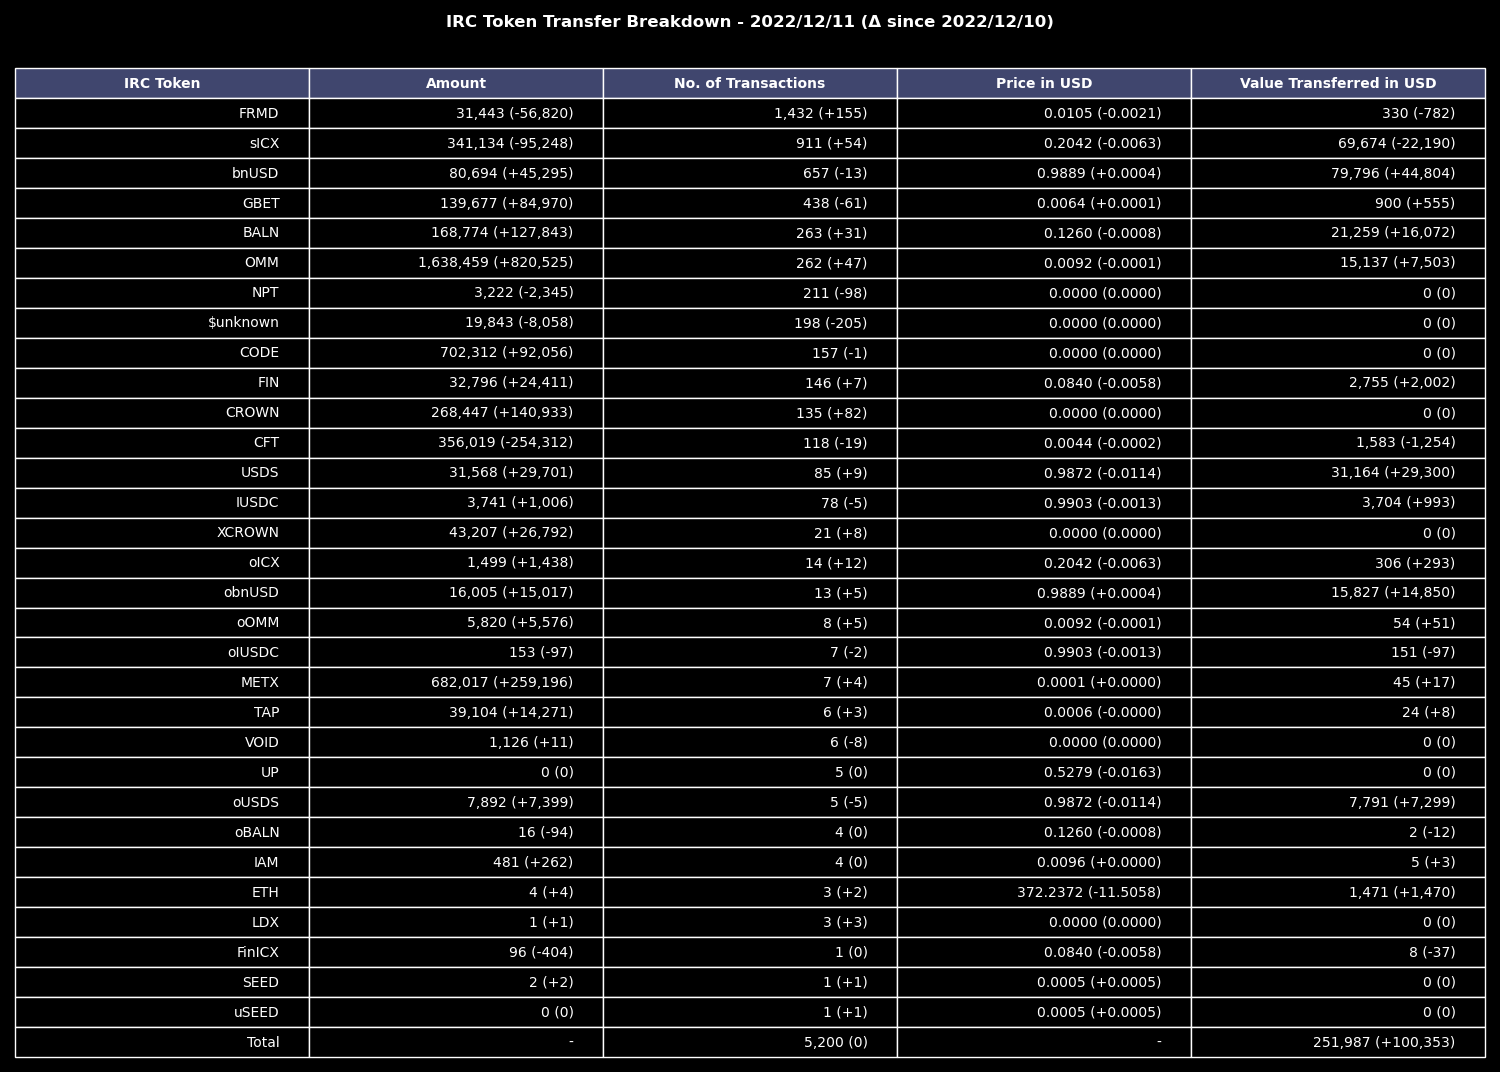 IRC Token Transfer Breakdown - 2022/12/11 (Δ since 2022/12/10)
IRC Token Amount No. of Transactions Price in USD Value Transferred in USD
FRMD 31,443 (-56,820) 1,432 (+155) 0.0105 (-0.0021) 330 (-782)
sICX 341,134 (-95,248) 911 (+54) 0.2042 (-0.0063) 69,674 (-22,190)
bnUSD 80,694 (+45,295) 657 (-13) 0.9889 (+0.0004) 79,796 (+44,804)
GBET 139,677 (+84,970) 438 (-61) 0.0064 (+0.0001) 900 (+555)
BALN 168,774 (+127,843) 263 (+31) 0.1260 (-0.0008) 21,259 (+16,072)
OMM 1,638,459 (+820,525) 262 (+47) 0.0092 (-0.0001) 15,137 (+7,503)
NPT 3,222 (-2,345) 211 (-98) 0.0000 (0.0000) 0 (0)
$unknown 19,843 (-8,058) 198 (-205) 0.0000 (0.0000) 0 (0)
CODE 702,312 (+92,056) 157 (-1) 0.0000 (0.0000) 0 (0)
FIN 32,796 (+24,411) 146 (+7) 0.0840 (-0.0058) 2,755 (+2,002)
CROWN 268,447 (+140,933) 135 (+82) 0.0000 (0.0000) 0 (0)
CFT 356,019 (-254,312) 118 (-19) 0.0044 (-0.0002) 1,583 (-1,254)
USDS 31,568 (+29,701) 85 (+9) 0.9872 (-0.0114) 31,164 (+29,300)
IUSDC 3,741 (+1,006) 78 (-5) 0.9903 (-0.0013) 3,704 (+993)
XCROWN 43,207 (+26,792) 21 (+8) 0.0000 (0.0000) 0 (0)
oICX 1,499 (+1,438) 14 (+12) 0.2042 (-0.0063) 306 (+293)
obnUSD 16,005 (+15,017) 13 (+5) 0.9889 (+0.0004) 15,827 (+14,850)
oOMM 5,820 (+5,576) 8 (+5) 0.0092 (-0.0001) 54 (+51)
oIUSDC 153 (-97) 7 (-2) 0.9903 (-0.0013) 151 (-97)
METX 682,017 (+259,196) 7 (+4) 0.0001 (+0.0000) 45 (+17)
TAP 39,104 (+14,271) 6 (+3) 0.0006 (-0.0000) 24 (+8)
VOID 1,126 (+11) 6 (-8) 0.0000 (0.0000) 0 (0)
UP 0 (0) 5 (0) 0.5279 (-0.0163) 0 (0)
oUSDS 7,892 (+7,399) 5 (-5) 0.9872 (-0.0114) 7,791 (+7,299)
oBALN 16 (-94) 4 (0) 0.1260 (-0.0008) 2 (-12)
IAM 481 (+262) 4 (0) 0.0096 (+0.0000) 5 (+3)
ETH 4 (+4) 3 (+2) 372.2372 (-11.5058) 1,471 (+1,470)
LDX 1 (+1) 3 (+3) 0.0000 (0.0000) 0 (0)
FinICX 96 (-404) 1 (0) 0.0840 (-0.0058) 8 (-37)
SEED 2 (+2) 1 (+1) 0.0005 (+0.0005) 0 (0)
uSEED 0 (0) 1 (+1) 0.0005 (+0.0005) 0 (0)
Total - 5,200 (0) - 251,987 (+100,353)